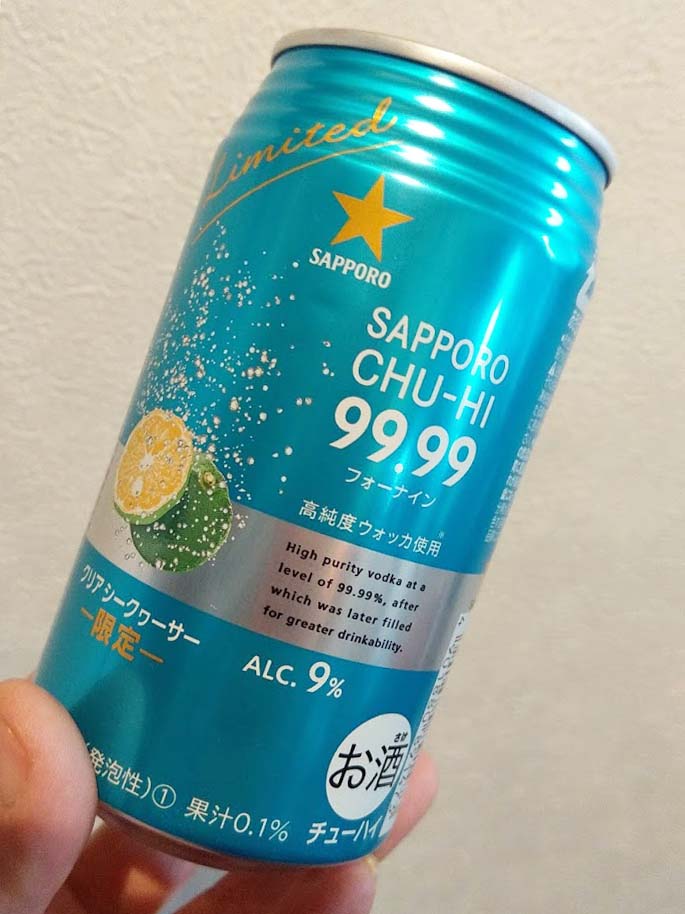 Limited
SAPPORO
SAPPORO
CHU-HI
99.99
フォーナイン
高純度ウォッカ使用※
High purity vodka at a
level of 99.99%, after
which was later filled
for greater drinkability.
クリアシークヮーサー
—限定—
ALC. 9%
さけ
お酒
発泡性)① 果汁0.1% チューハイ